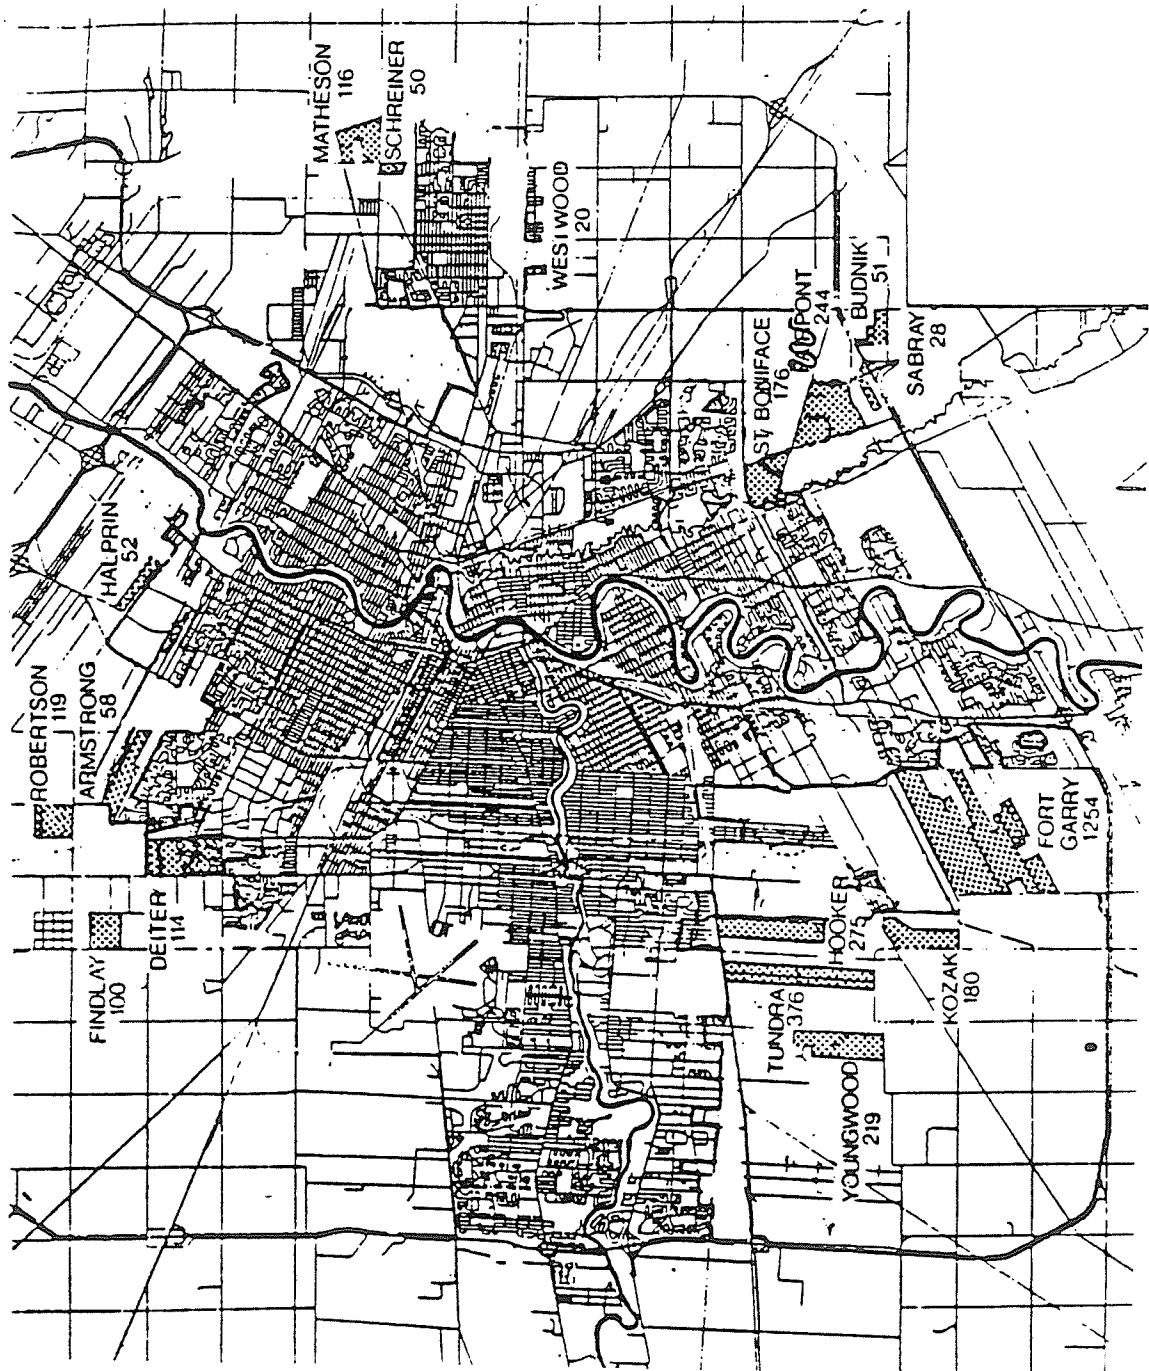 ROBERTSON
119
ARMSTRONG
58
FINDLAY
100
DEITER
114
HALPRIN
52
MATHESON
116
SCHREINER
50
WESTWOOD
20
ST. BONIFACE
176
244
BUDNIK
51
SABRAY
28
TUNDRA
376
HOOKER
275
YOUNGWOOD
219
KOZAK
180
FORT
GARRY
1254